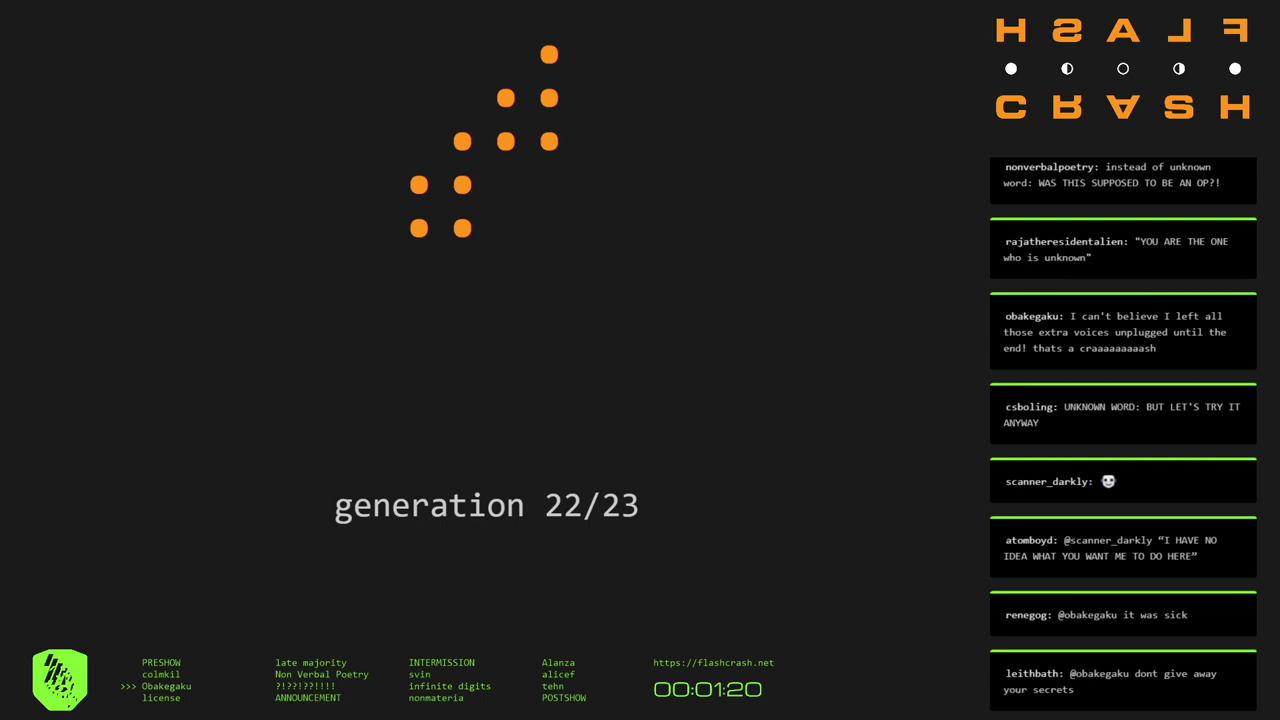 FLASH
CRASH
nonverbalpoetry: instead of unknown
word: WAS THIS SUPPOSED TO BE AN OP?!
rajatheresidentalien: "YOU ARE THE ONE
who is unknown"
obakegaku: I can't believe I left all
those extra voices unplugged until the
end! thats a craaaaaaaaash
csboling: UNKNOWN WORD: BUT LET'S TRY IT
ANYWAY
scanner_darkly:
atomboyd: @scanner_darkly “I HAVE NO
IDEA WHAT YOU WANT ME TO DO HERE”
renegog: @obakegaku it was sick
leithbath: @obakegaku dont give away
your secrets
generation 22/23
PRESHOW
colmkil
>>> Obakegaku
license
late majority
Non Verbal Poetry
?!??!??!!!!
ANNOUNCEMENT
INTERMISSION
svin
infinite digits
nonmateria
Alanza
alicef
tehn
POSTSHOW
https://flashcrash.net
00:01:20